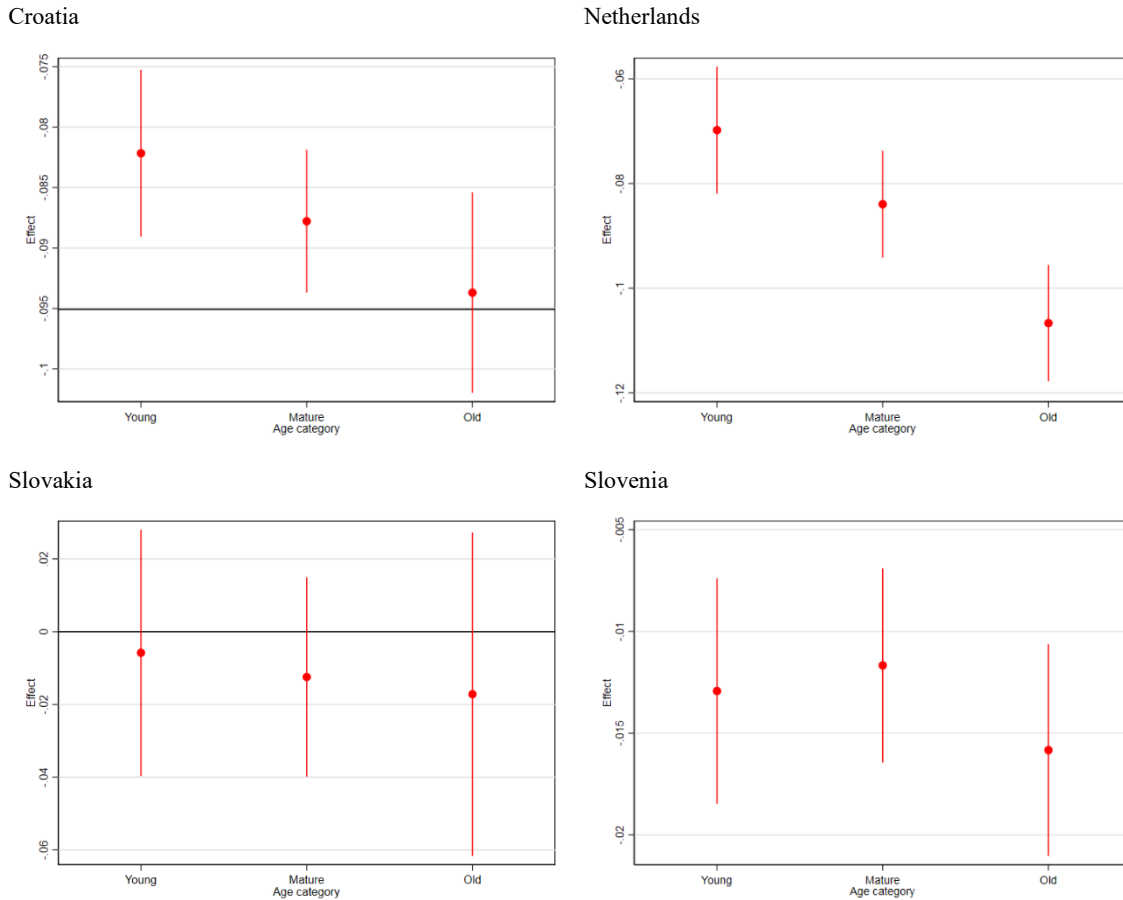 Croatia
Netherlands
-.075
-.08
-.085
-.09
-.095
-.1
Effect
Young
Mature
Old
Age category
-.06
-.08
-.1
-.12
Effect
Young
Mature
Old
Age category
Slovakia
Slovenia
.02
0
-.02
-.04
-.06
Effect
Young
Mature
Old
Age category
-.005
-.01
-.015
-.02
Effect
Young
Mature
Old
Age category